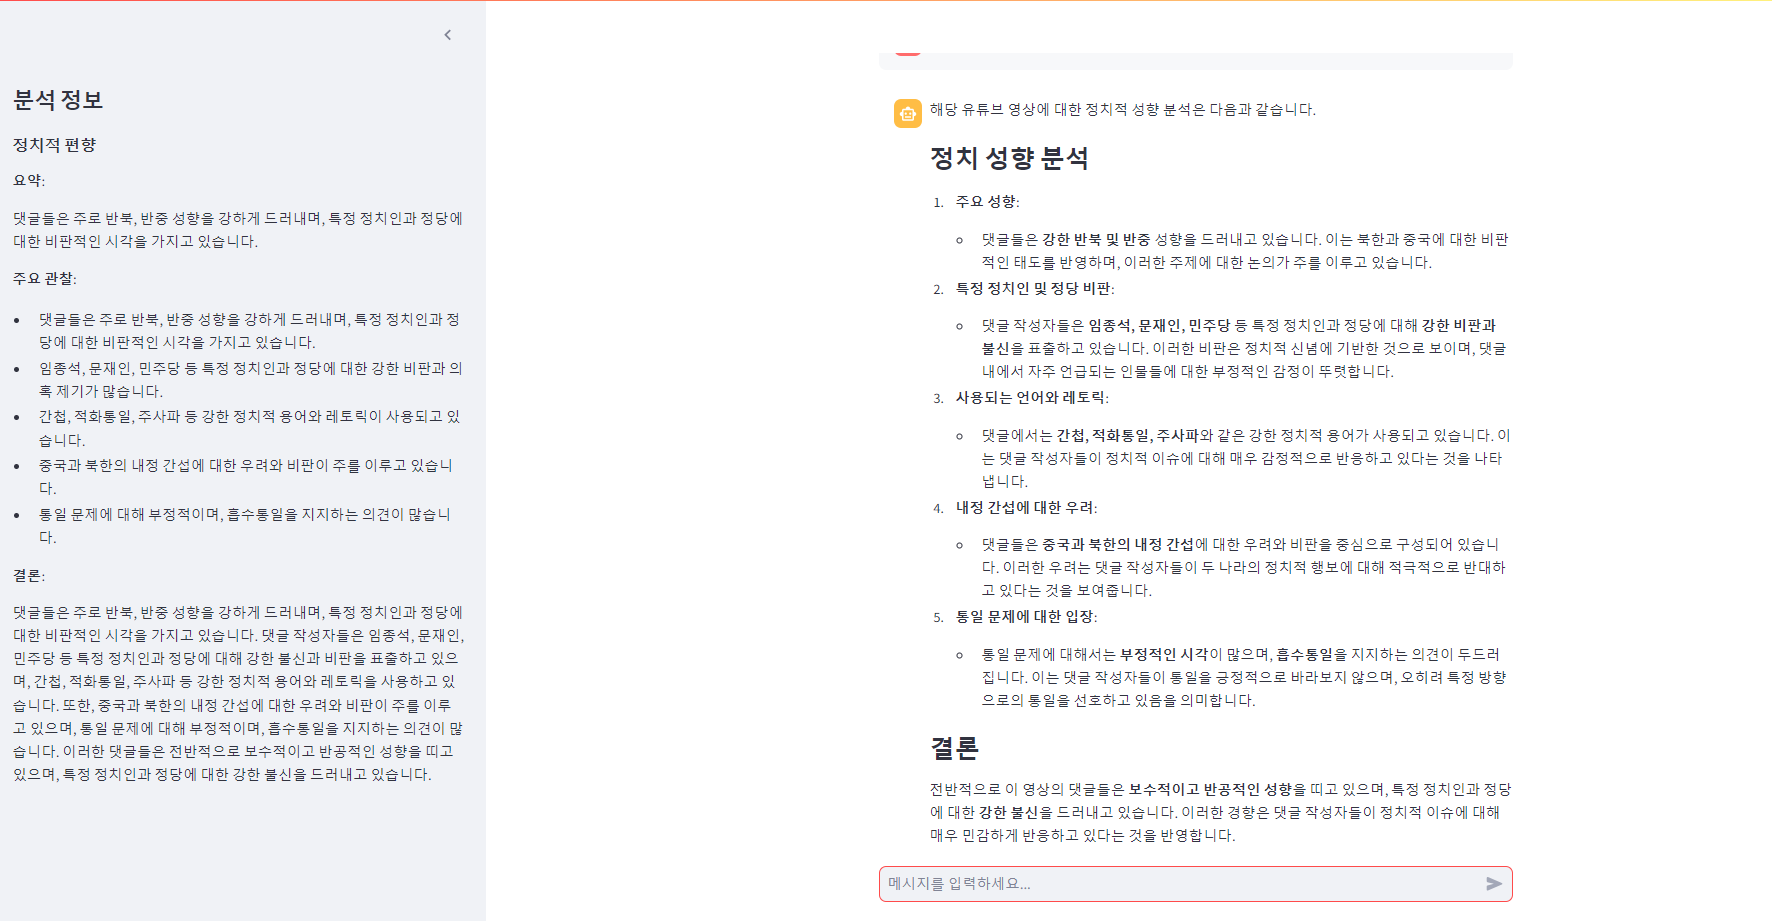 분석 정보
정치적 편향
요약:
댓글들은 주로 반북, 반중 성향을 강하게 드러내며, 특정 정치인과 정당에
대한 비판적인 시각을 가지고 있습니다.
주요 관찰:
댓글들은 주로 반북, 반중 성향을 강하게 드러내며, 특정 정치인과 정
당에 대한 비판적인 시각을 가지고 있습니다.
임종석, 문재인, 민주당 등 특정 정치인과 정당에 대한 강한 비판과 의
혹 제기가 많습니다.
간첩, 적화통일, 주사파 등 강한 정치적 용어와 레토릭이 사용되고 있
습니다.
중국과 북한의 내정 간섭에 대한 우려와 비판이 주를 이루고 있습니
다.
통일 문제에 대해 부정적이며, 흡수통일을 지지하는 의견이 많습니
다.
결론:
댓글들은 주로 반북, 반중 성향을 강하게 드러내며, 특정 정치인과 정당에
대한 비판적인 시각을 가지고 있습니다. 댓글 작성자들은 임종석, 문재인,
민주당 등 특정 정치인과 정당에 대해 강한 불신과 비판을 표출하고 있으
며, 간첩, 적화통일, 주사파 등 강한 정치적 용어와 레토릭을 사용하고 있
습니다. 또한, 중국과 북한의 내정 간섭에 대한 우려와 비판이 주를 이루
고 있으며, 통일 문제에 대해 부정적이며, 흡수통일을 지지하는 의견이 많
습니다. 이러한 댓글들은 전반적으로 보수적이고 반공적인 성향을 띠고
있으며, 특정 정치인과 정당에 대한 강한 불신을 드러내고 있습니다.
해당 유튜브 영상에 대한 정치적 성향 분석은 다음과 같습니다.
정치 성향 분석
1. 주요 성향:
댓글들은 강한 반북 및 반중 성향을 드러내고 있습니다. 이는 북한과 중국에 대한 비판
적인 태도를 반영하며, 이러한 주제에 대한 논의가 주를 이루고 있습니다.
2. 특정 정치인 및 정당 비판:
댓글 작성자들은 임종석, 문재인, 민주당 등 특정 정치인과 정당에 대해 강한 비판과
불신을 표출하고 있습니다. 이러한 비판은 정치적 신념에 기반한 것으로 보이며, 댓글
내에서 자주 언급되는 인물들에 대한 부정적인 감정이 뚜렷합니다.
3. 사용되는 언어와 레토릭:
댓글에서는 간첩, 적화통일, 주사파와 같은 강한 정치적 용어가 사용되고 있습니다. 이
는 댓글 작성자들이 정치적 이슈에 대해 매우 감정적으로 반응하고 있다는 것을 나타
냅니다.
4. 내정 간섭에 대한 우려:
댓글들은 중국과 북한의 내정 간섭에 대한 우려와 비판을 중심으로 구성되어 있습니
다. 이러한 우려는 댓글 작성자들이 두 나라의 정치적 행보에 대해 적극적으로 반대하
고 있다는 것을 보여줍니다.
5. 통일 문제에 대한 입장:
통일 문제에 대해서는 부정적인 시각이 많으며, 흡수통일을 지지하는 의견이 두드러
집니다. 이는 댓글 작성자들이 통일을 긍정적으로 바라보지 않으며, 오히려 특정 방향
으로의 통일을 선호하고 있음을 의미합니다.
결론
전반적으로 이 영상의 댓글들은 보수적이고 반공적인 성향을 띠고 있으며, 특정 정치인과 정당
에 대한 강한 불신을 드러내고 있습니다. 이러한 경향은 댓글 작성자들이 정치적 이슈에 대해
매우 민감하게 반응하고 있다는 것을 반영합니다.
메시지를 입력하세요...